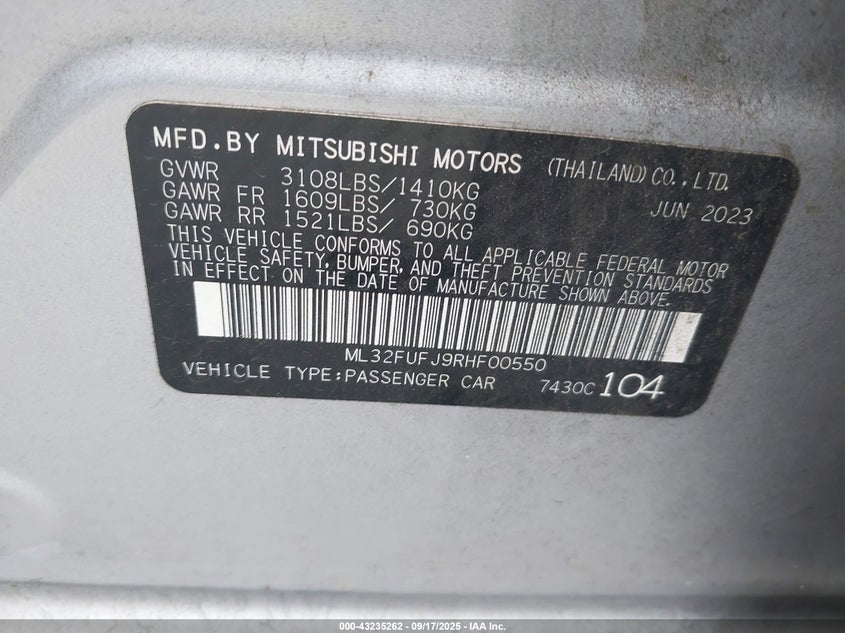 MFD.BY MITSUBISHI MOTORS (THAILAND) CO.,LTD.
GVWR 3108LBS/1410KG
GAWR FR 1609LBS/ 730KG JUN 2023
GAWR RR 1521LBS/ 690KG
THIS VEHICLE CONFORMS TO ALL APPLICABLE FEDERAL MOTOR
VEHICLE SAFETY, BUMPER, AND THEFT PREVENTION STANDARDS
IN EFFECT ON THE DATE OF MANUFACTURE SHOWN ABOVE.
ML32FUFJ9RHF00550
VEHICLE TYPE:PASSENGER CAR 7430C 104
000-43235262 - 09/17/2025 - IAA Inc.